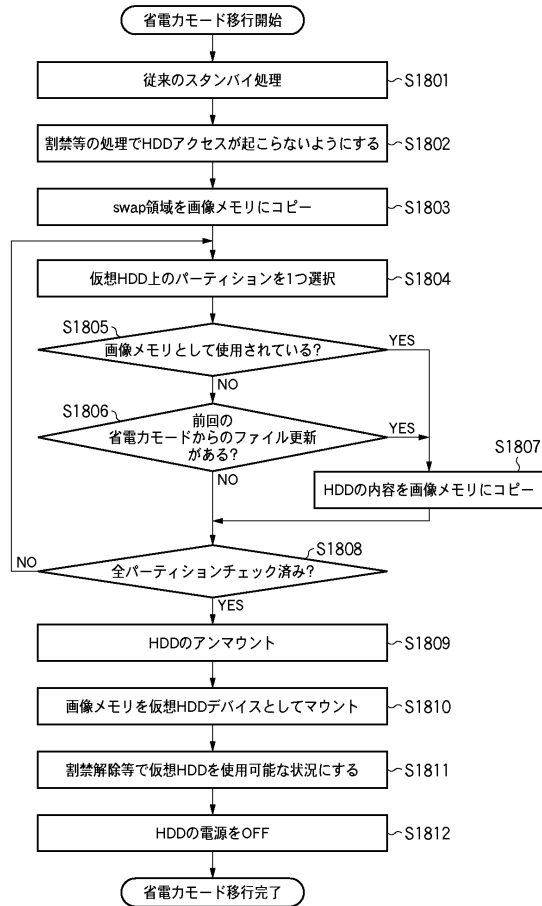 省電力モード移行開始
従来のスタンバイ処理
S1801
割禁等の処理でHDDアクセスが起こらないようにする
S1802
swap領域を画像メモリにコピー
S1803
仮想HDD上のパーティションを1つ選択
S1804
S1805
画像メモリとして使用されている?
YES
NO
S1806
前回の
省電力モードからのファイル更新
がある?
YES
NO
S1807
HDDの内容を画像メモリにコピー
S1808
全パーティションチェック済み?
NO
YES
HDDのアンマウント
S1809
画像メモリを仮想HDDデバイスとしてマウント
S1810
割禁解除等で仮想HDDを使用可能な状況にする
S1811
HDDの電源をOFF
S1812
省電力モード移行完了